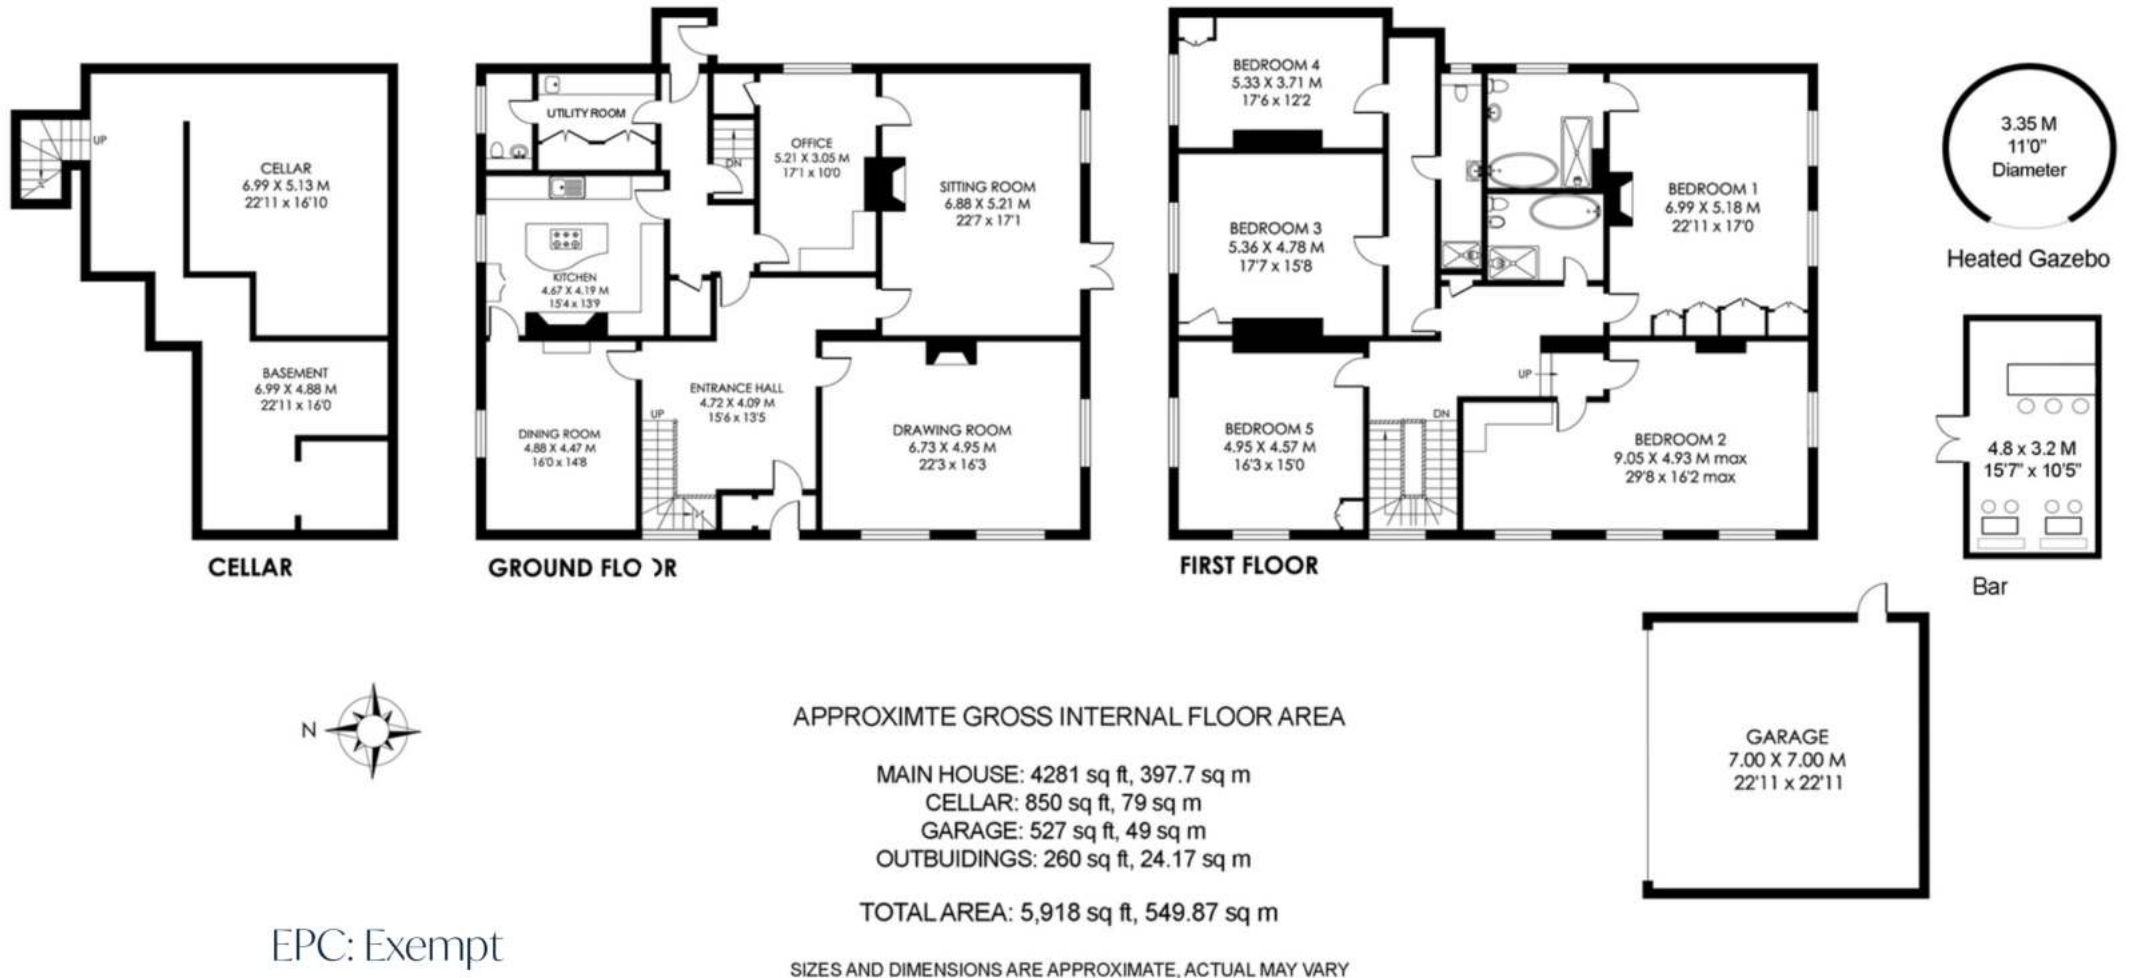 UP
CELLAR
6.99 X 5.13 M
22'11 x 16'10
BASEMENT
6.99 X 4.88 M
22'11 x 16'0
CELLAR
UTILITY ROOM
DN
OFFICE
5.21 X 3.05 M
17'1 x 10'0
SITTING ROOM
6.88 X 5.21 M
22'7 x 17'1
KITCHEN
4.67 X 4.19 M
15'4 x 13'9
DINING ROOM
4.88 X 4.47 M
16'0 x 14'8
UP
ENTRANCE HALL
4.72 X 4.09 M
15'6 x 13'5
DRAWING ROOM
6.73 X 4.95 M
22'3 x 16'3
GROUND FLOOR
BEDROOM 4
5.33 X 3.71 M
17'6 x 12'2
BEDROOM 3
5.36 X 4.78 M
17'7 x 15'8
BEDROOM 1
6.99 X 5.18 M
22'11 x 17'0
UP
DN
BEDROOM 5
4.95 X 4.57 M
16'3 x 15'0
BEDROOM 2
9.05 X 4.93 M max
29'8 x 16'2 max
FIRST FLOOR
3.35 M
11'0"
Diameter
Heated Gazebo
4.8 x 3.2 M
15'7" x 10'5"
Bar
GARAGE
7.00 X 7.00 M
22'11 x 22'11
N
APPROXIMTE GROSS INTERNAL FLOOR AREA
MAIN HOUSE: 4281 sq ft, 397.7 sq m
CELLAR: 850 sq ft, 79 sq m
GARAGE: 527 sq ft, 49 sq m
OUTBUIDINGS: 260 sq ft, 24.17 sq m
TOTAL AREA: 5,918 sq ft, 549.87 sq m
SIZES AND DIMENSIONS ARE APPROXIMATE, ACTUAL MAY VARY
EPC: Exempt